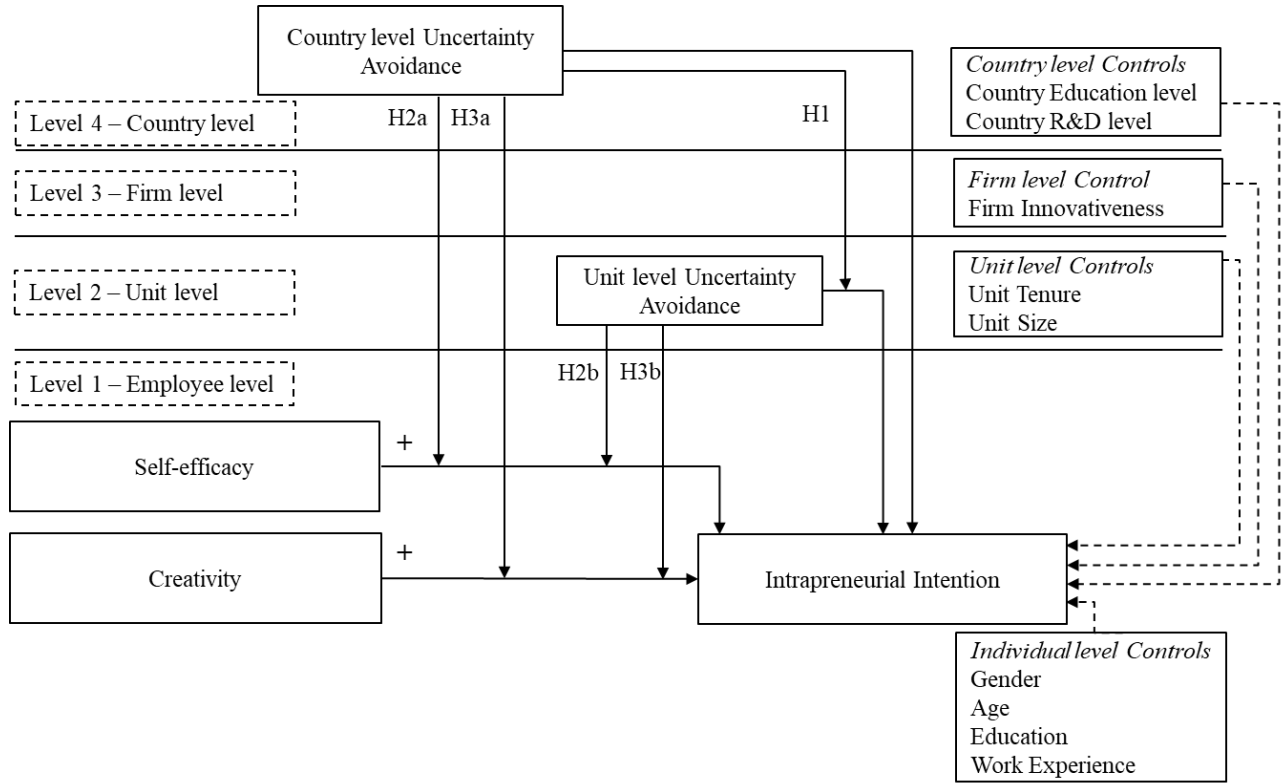 Country level Uncertainty
Avoidance
Country level Controls
Country Education level
Country R&D level
H2a
H3a
H1
Level 4 – Country level
Level 3 – Firm level
Firm level Control
Firm Innovativeness
Level 2 – Unit level
Unit level Uncertainty
Avoidance
Unit level Controls
Unit Tenure
Unit Size
Level 1 – Employee level
H2b
H3b
+
Self-efficacy
+
Creativity
Intrapreneurial Intention
Individual level Controls
Gender
Age
Education
Work Experience